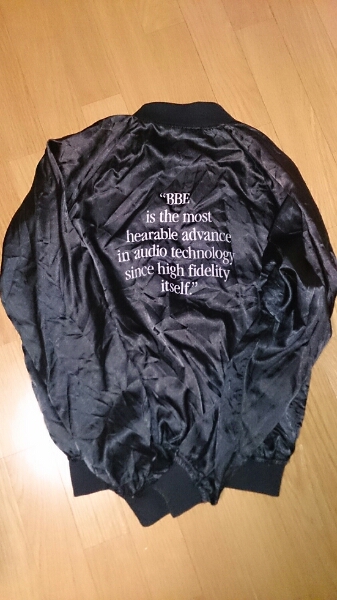 “BBE
is the most
hearable advance
in audio technology
since high fidelity
itself.”